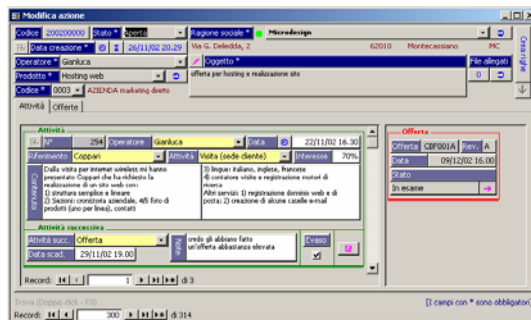 Modifica azione
Codice 200200000 Stato * Aperta Ragione sociale * Microdesign
Data creazione * 26/11/02 20.29 Via G. Deledda, 2 62010 Montecassiano MC
Operatore * Gianluca Oggetto * File allegati
Prodotto * Hosting web offerta per hosting e realizzazione sito 0
Codice * 0003 AZIENDA marketing diretto
Crea righe
Attività Offerte
Attività
N° 254 Operatore Gianluca Data 22/11/02 16.30
Riferimento Coppari Attività Visita (sede cliente) Interesse 70%
Contenuto
Dalla visita per internet wireless mi hanno
presentato Coppari che ha richiesto la
realizzazione di un sito web con:
1) struttura semplice e lineare
2) Sezioni: cronistoria aziendale, 4/5 foto di
prodotti (uno per linea), contatti
3) lingue: italiano, inglese, francese
4) contatore visite e registrazione motori di
ricerca
Altri servizi: 1) registrazione dominio web e di
posta; 2) creazione di alcune caselle e-mail
Attività successiva
Attività succ. Offerta
Data scad. 29/11/02 19.00
Note
credo gli abbiano fatto
un'offerta abbastanza elevata
Evaso
Record: 1 di 3
Offerta
Offerta CDF001A Rev. A
Data 09/12/02 16.00
Stato
In esame
Trova (Doppio click - F3)
[I campi con * sono obbligatori]
Record: 300 di 314